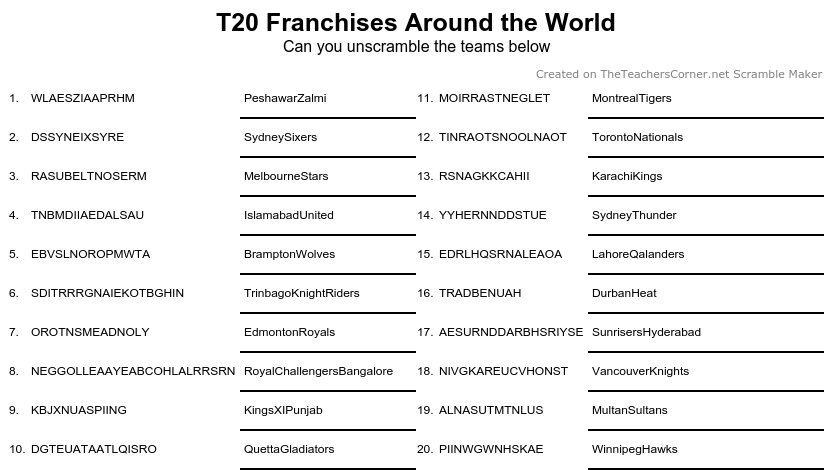 T20 Franchises Around the World
Can you unscramble the teams below
Created on TheTeachersCorner.net Scramble Maker
1. WLAESZIAAPRHM PeshawarZalmi 11. MOIRRASTNEGLET MontrealTigers
2. DSSYNEIXSYRE SydneySixers 12. TINRAOTSNOOLNAOT TorontoNationals
3. RASUBELTNOSERM MelbourneStars 13. RSNAGKKCAHII KarachiKings
4. TNBMDIIAEDALSAU IslamabadUnited 14. YYHERNNDDSTUE SydneyThunder
5. EBVSLNOROPMWTA BramptonWolves 15. EDRLHQSRNALEAOA LahoreQalanders
6. SDITRRRGNAIEKOTBGHIN TrinbagoKnightRiders 16. TRADBENUAH DurbanHeat
7. OROTNSMEADNOLY EdmontonRoyals 17. AESURNDDARBHSRIYSE SunrisersHyderabad
8. NEGGOLLEAAYEABCOHLALRRSRN RoyalChallengersBangalore 18. NIVGKAREUCVHONST VancouverKnights
9. KBJXNUASPIING KingsXIPunjab 19. ALNASUTMTNLUS MultanSultans
10. DGTEUATAATLQISRO QuettaGladiators 20. PIINWGWNHSKAE WinnipegHawks